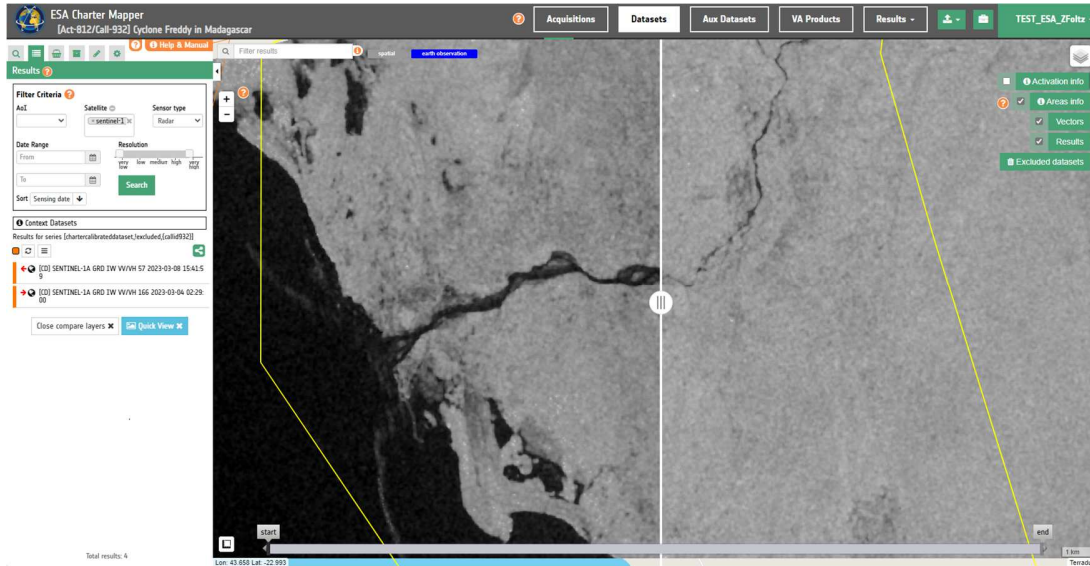 ESA Charter Mapper
[Act-812/Call-932] Cyclone Freddy in Madagascar
?
Acquisitions
Datasets
Aux Datasets
VA Products
Results
TEST_ESA_ZFoltz
? Help & Manual
Results ?
Filter results
spatial
earth observation
Filter Criteria ?
AoI
Satellite
Sensor type
sentinel-1
Radar
Date Range
Resolution
From
very low low medium high very high
To
Search
Sort Sensing date
Context Datasets
Results for series [chartercalibrateddataset,!excluded,{callid932}]
[CD] SENTINEL-1A GRD IW VV/VH 57 2023-03-08 15:41:5
9
[CD] SENTINEL-1A GRD IW VV/VH 166 2023-03-04 02:29:
00
Close compare layers Quick View
Total results: 4
+
?
-
Activation info
? Areas info
Vectors
Results
Excluded datasets
start
end
1 km
Lon: 43.658 Lat: -22.993
Terrad